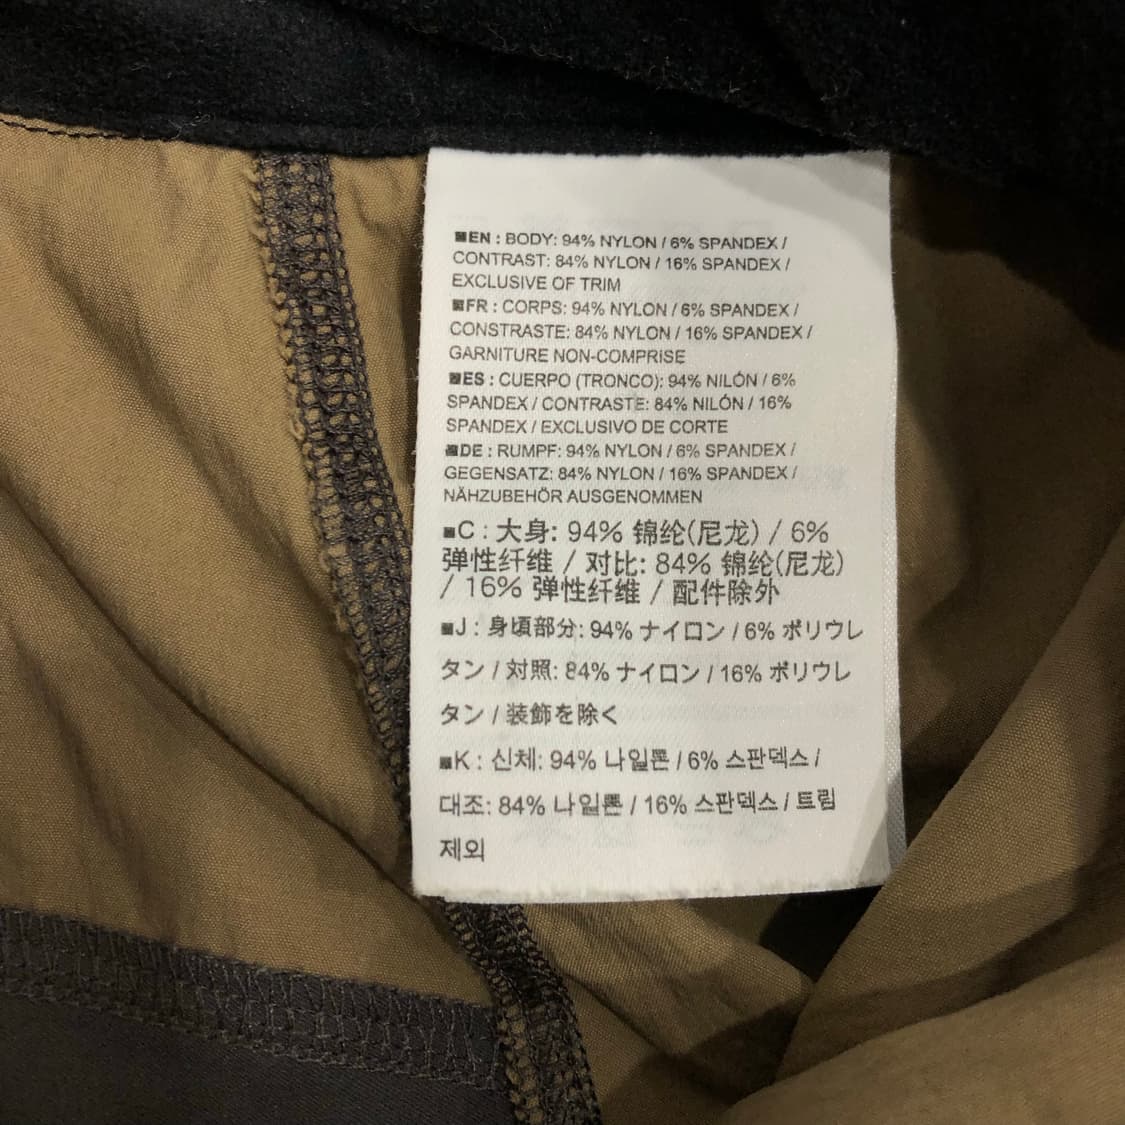 ■EN : BODY: 94% NYLON / 6% SPANDEX /
CONTRAST: 84% NYLON / 16% SPANDEX /
EXCLUSIVE OF TRIM
■FR : CORPS: 94% NYLON / 6% SPANDEX /
CONSTRASTE: 84% NYLON / 16% SPANDEX /
GARNITURE NON-COMPRISE
■ES : CUERPO (TRONCO): 94% NILÓN / 6%
SPANDEX / CONTRASTE: 84% NILÓN / 16%
SPANDEX / EXCLUSIVO DE CORTE
■DE : RUMPF: 94% NYLON / 6% SPANDEX /
GEGENSATZ: 84% NYLON / 16% SPANDEX /
NÄHZUBEHÖR AUSGENOMMEN
■C : 大身: 94% 锦纶(尼龙) / 6%
弹性纤维 / 对比: 84% 锦纶(尼龙)
/ 16% 弹性纤维 / 配件除外
■J : 身頃部分: 94% ナイロン / 6% ポリウレ
タン / 対照: 84% ナイロン / 16% ポリウレ
タン / 装飾を除く
■K : 신체: 94% 나일론 / 6% 스판덱스 /
대조: 84% 나일론 / 16% 스판덱스 / 트림
제외